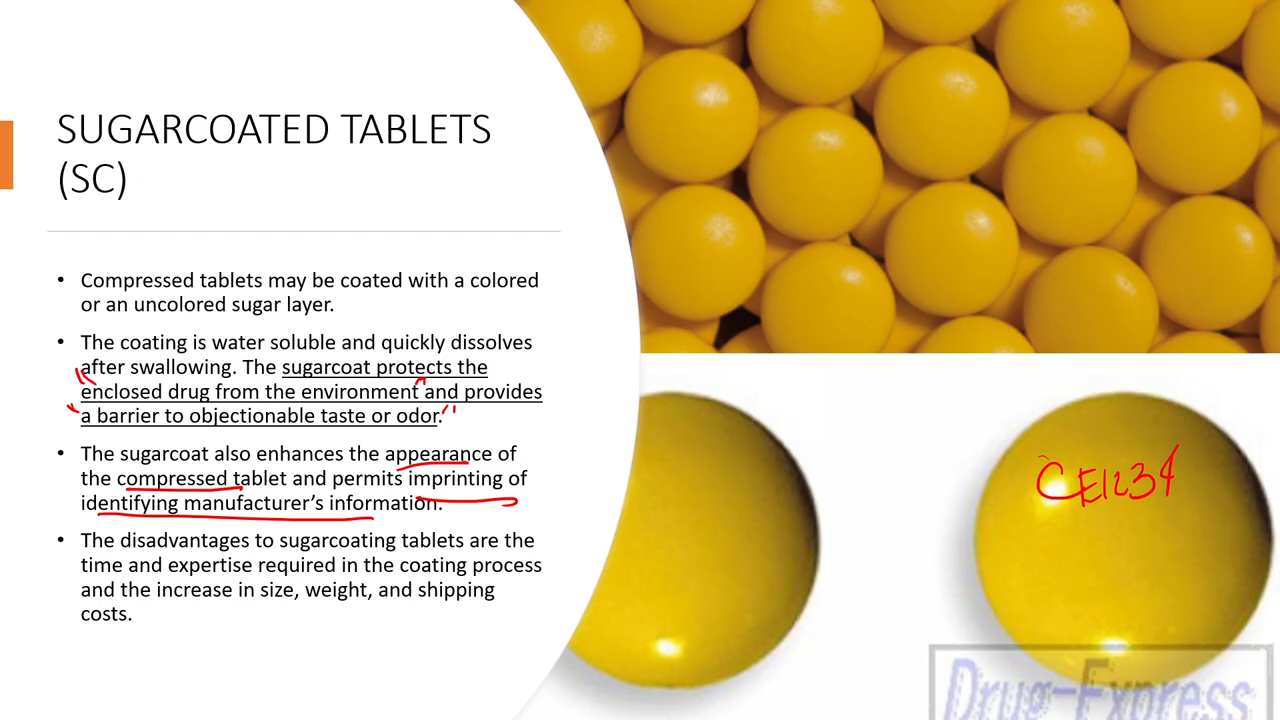 SUGARCOATED TABLETS
(SC)
• Compressed tablets may be coated with a colored
or an uncolored sugar layer.
• The coating is water soluble and quickly dissolves
after swallowing. The sugarcoat protects the
enclosed drug from the environment and provides
a barrier to objectionable taste or odor.
• The sugarcoat also enhances the appearance of
the compressed tablet and permits imprinting of
identifying manufacturer's information.
• The disadvantages to sugarcoating tablets are the
time and expertise required in the coating process
and the increase in size, weight, and shipping
costs.
CE1234
Drug-Express